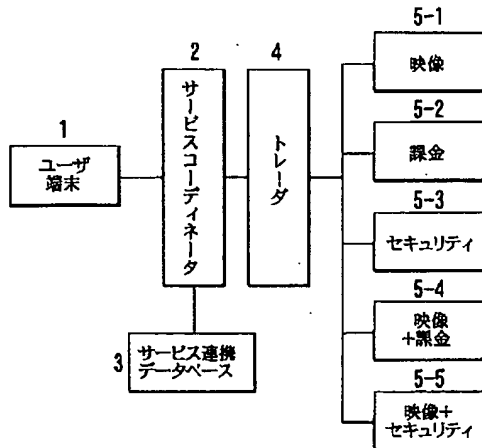 1
ユーザ
端末
2
サービスコーディネータ
3
サービス連携
データベース
4
トレーダ
5-1
映像
5-2
課金
5-3
セキュリティ
5-4
映像
+課金
5-5
映像+
セキュリティ